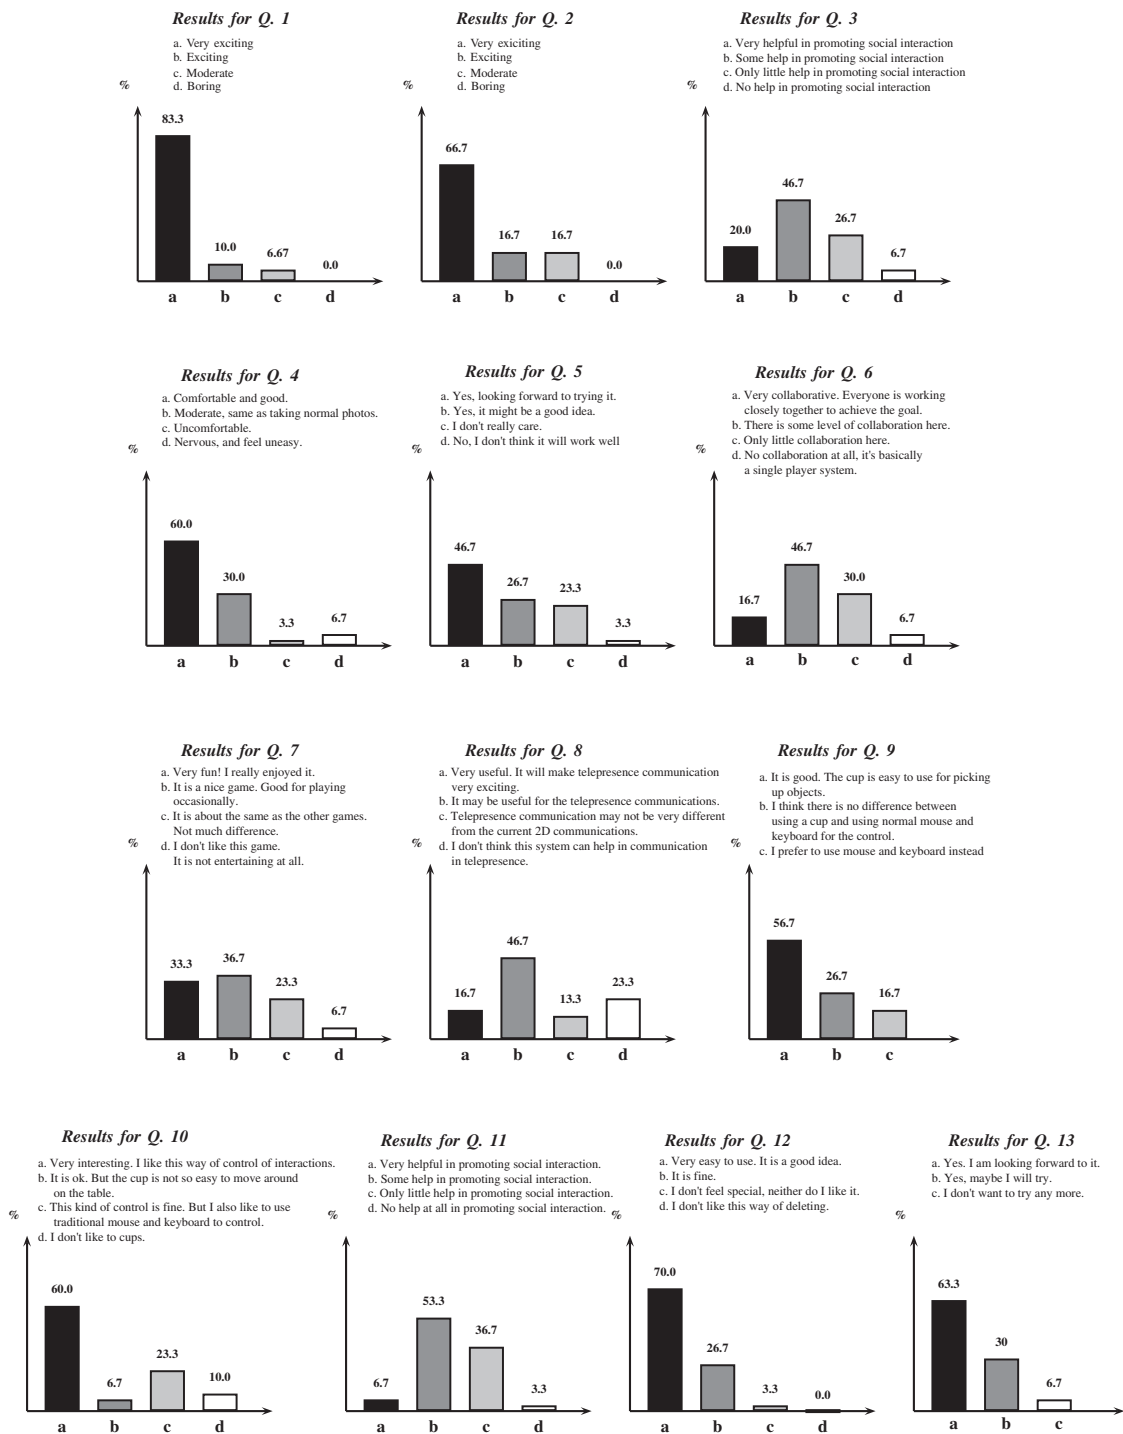 Results for Q. 1
a. Very exciting
b. Exciting
c. Moderate
d. Boring
%
83.3
10.0
6.67
0.0
a b c d
Results for Q. 2
a. Very exiciting
b. Exciting
c. Moderate
d. Boring
%
66.7
16.7
16.7
0.0
a b c d
Results for Q. 3
a. Very helpful in promoting social interaction
b. Some help in promoting social interaction
c. Only little help in promoting social interaction
d. No help in promoting social interaction
%
20.0
46.7
26.7
6.7
a b c d
Results for Q. 4
a. Comfortable and good.
b. Moderate, same as taking normal photos.
c. Uncomfortable.
d. Nervous, and feel uneasy.
%
60.0
30.0
3.3
6.7
a b c d
Results for Q. 5
a. Yes, looking forward to trying it.
b. Yes, it might be a good idea.
c. I don't really care.
d. No, I don't think it will work well
%
46.7
26.7
23.3
3.3
a b c d
Results for Q. 6
a. Very collaborative. Everyone is working
closely together to achieve the goal.
b. There is some level of collaboration here.
c. Only little collaboration here.
d. No collaboration at all, it's basically
a single player system.
%
16.7
46.7
30.0
6.7
a b c d
Results for Q. 7
a. Very fun! I really enjoyed it.
b. It is a nice game. Good for playing
occasionally.
c. It is about the same as the other games.
Not much difference.
d. I don't like this game.
It is not entertaining at all.
%
33.3
36.7
23.3
6.7
a b c d
Results for Q. 8
a. Very useful. It will make telepresence communication
very exciting.
b. It may be useful for the telepresence communications.
c. Telepresence communication may not be very different
from the current 2D communications.
d. I don't think this system can help in communication
in telepresence.
%
16.7
46.7
13.3
23.3
a b c d
Results for Q. 9
a. It is good. The cup is easy to use for picking
up objects.
b. I think there is no difference between
using a cup and using normal mouse and
keyboard for the control.
c. I prefer to use mouse and keyboard instead
%
56.7
26.7
16.7
a b c
Results for Q. 10
a. Very interesting. I like this way of control of interactions.
b. It is ok. But the cup is not so easy to move around
on the table.
c. This kind of control is fine. But I also like to use
traditional mouse and keyboard to control.
d. I don't like to cups.
%
60.0
6.7
23.3
10.0
a b c d
Results for Q. 11
a. Very helpful in promoting social interaction.
b. Some help in promoting social interaction.
c. Only little help in promoting social interaction.
d. No help at all in promoting social interaction.
%
6.7
53.3
36.7
3.3
a b c d
Results for Q. 12
a. Very easy to use. It is a good idea.
b. It is fine.
c. I don't feel special, neither do I like it.
d. I don't like this way of deleting.
%
70.0
26.7
3.3
0.0
a b c d
Results for Q. 13
a. Yes. I am looking forward to it.
b. Yes, maybe I will try.
c. I don't want to try any more.
%
63.3
30
6.7
a b c